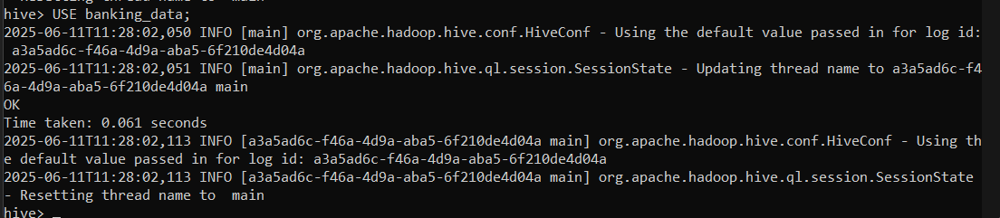 hive> USE banking_data;
2025-06-11T11:28:02,050 INFO [main] org.apache.hadoop.hive.conf.HiveConf - Using the default value passed in for log id:
 a3a5ad6c-f46a-4d9a-aba5-6f210de4d04a
2025-06-11T11:28:02,051 INFO [main] org.apache.hadoop.hive.ql.session.SessionState - Updating thread name to a3a5ad6c-f4
6a-4d9a-aba5-6f210de4d04a main
OK
Time taken: 0.061 seconds
2025-06-11T11:28:02,113 INFO [a3a5ad6c-f46a-4d9a-aba5-6f210de4d04a main] org.apache.hadoop.hive.conf.HiveConf - Using th
e default value passed in for log id: a3a5ad6c-f46a-4d9a-aba5-6f210de4d04a
2025-06-11T11:28:02,113 INFO [a3a5ad6c-f46a-4d9a-aba5-6f210de4d04a main] org.apache.hadoop.hive.ql.session.SessionState
- Resetting thread name to  main
hive> _